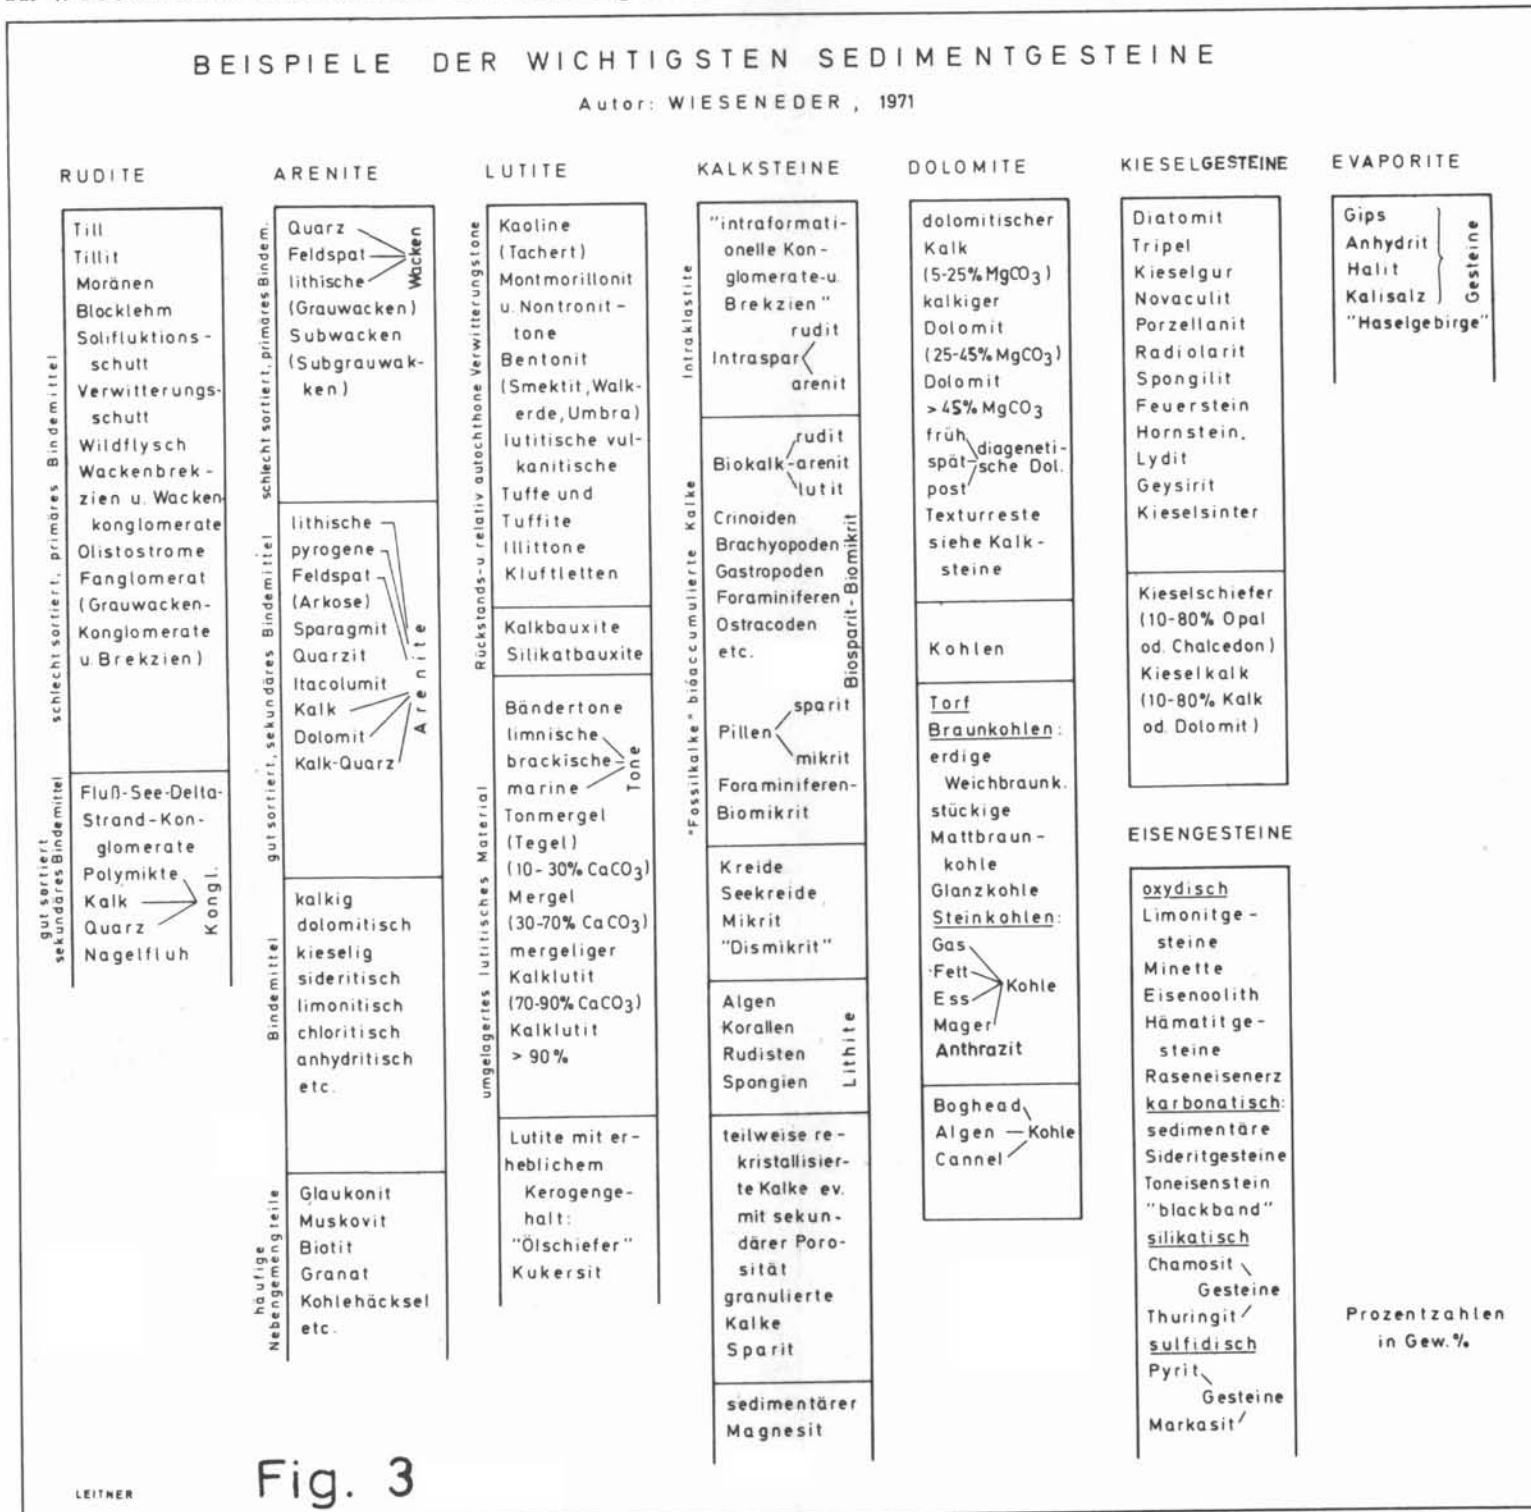 BEISPIELE DER WICHTIGSTEN SEDIMENTGESTEINE
Autor: WIESENEDER, 1971
RUDITE
schlecht sortiert, primäres Bindemittel
Till
Tillit
Moränen
Blocklehm
Solifluktions-
schutt
Verwitterungs-
schutt
Wildflysch
Wackenbrek-
zien u. Wacken
konglomerate
Olistostrome
Fanglomerat
(Grauwacken-
Konglomerate
u. Brekzien)
gut sortiert
sekundäres Bindemittel
Fluß-See-Delta-
Strand-Kon-
glomerate
Polymikte
Kalk
Quarz
Kongl.
Nagelfluh
ARENITE
schlecht sortiert, primäres Bindem.
Quarz
Feldspat
lithische
Wacken
(Grauwacken)
Subwacken
(Subgrauwak-
ken)
gut sortiert, sekundäres Bindemittel
lithische
pyrogene
Feldspat
(Arkose)
Sparagmit
Quarzit
Itacolumit
Kalk
Dolomit
Kalk-Quarz
Arenite
Bindemittel
kalkig
dolomitisch
kieselig
sideritisch
limonitisch
chloritisch
anhydritisch
etc.
häufige
Nebengemengteile
Glaukonit
Muskovit
Biotit
Granat
Kohlehäcksel
etc.
LUTITE
Rückstands-u relativ autochthone Verwitterungstone
Kaoline
(Tachert)
Montmorillonit
u. Nontronit-
tone
Bentonit
(Smektit, Walk-
erde, Umbra)
lutitische vul-
kanitische
Tuffe und
Tuffite
Illittone
Kluftletten
Kalkbauxite
Silikatbauxite
umgelagertes lutitisches Material
Bändertone
limnische
brackische
marine
Tone
Tonmergel
(Tegel)
(10-30% CaCO₃)
Mergel
(30-70% CaCO₃)
mergeliger
Kalklutit
(70-90% CaCO₃)
Kalklutit
> 90%
Lutite mit er-
heblichem
Kerogenge-
halt:
"Ölschiefer"
Kukersit
KALKSTEINE
Intraklastite
"intraformati-
onelle Kon-
glomerate-u.
Brekzien"
rudit
Intraspar
arenit
"Fossilkalke" bioaccumulierte Kalke
rudit
Biokalk-arenit
lutit
Crinoiden
Brachyopoden
Gastropoden
Foraminiferen
Ostracoden
etc.
Biosparit-Biomikrit
sparit
Pillen
mikrit
Foraminiferen-
Biomikrit
Kreide
Seekreide
Mikrit
"Dismikrit"
Algen
Korallen
Rudisten
Spongien
Lithite
teilweise re-
kristallisier-
te Kalke ev.
mit sekun-
därer Poro-
sität
granulierte
Kalke
Sparit
sedimentärer
Magnesit
DOLOMITE
dolomitischer
Kalk
(5-25% MgCO₃)
kalkiger
Dolomit
(25-45% MgCO₃)
Dolomit
> 45% MgCO₃
früh
spät
post
diageneti-
sche Dol.
Texturreste
siehe Kalk-
steine
Kohlen
Torf
Braunkohlen:
erdige
Weichbraunk.
stückige
Mattbraun-
kohle
Glanzkohle
Steinkohlen:
Gas
Fett
Ess
Mager
Kohle
Anthrazit
Boghead
Algen
Cannel
Kohle
KIESELGESTEINE
Diatomit
Tripel
Kieselgur
Novaculit
Porzellanit
Radiolarit
Spongilit
Feuerstein
Hornstein.
Lydit
Geysirit
Kieselsinter
Kieselschiefer
(10-80% Opal
od. Chalcedon)
Kieselkalk
(10-80% Kalk
od. Dolomit)
EISENGESTEINE
oxydisch
Limonitge-
steine
Minette
Eisenoolith
Hämatitge-
steine
Raseneisenerz
karbonatisch:
sedimentäre
Sideritgesteine
Toneisenstein
"blackband"
silikatisch
Chamosit
Gesteine
Thuringit
sulfidisch
Pyrit
Gesteine
Markasit
EVAPORITE
Gips
Anhydrit
Halit
Kalisalz
Gesteine
"Haselgebirge"
Prozentzahlen
in Gew.%
LEITNER
Fig. 3